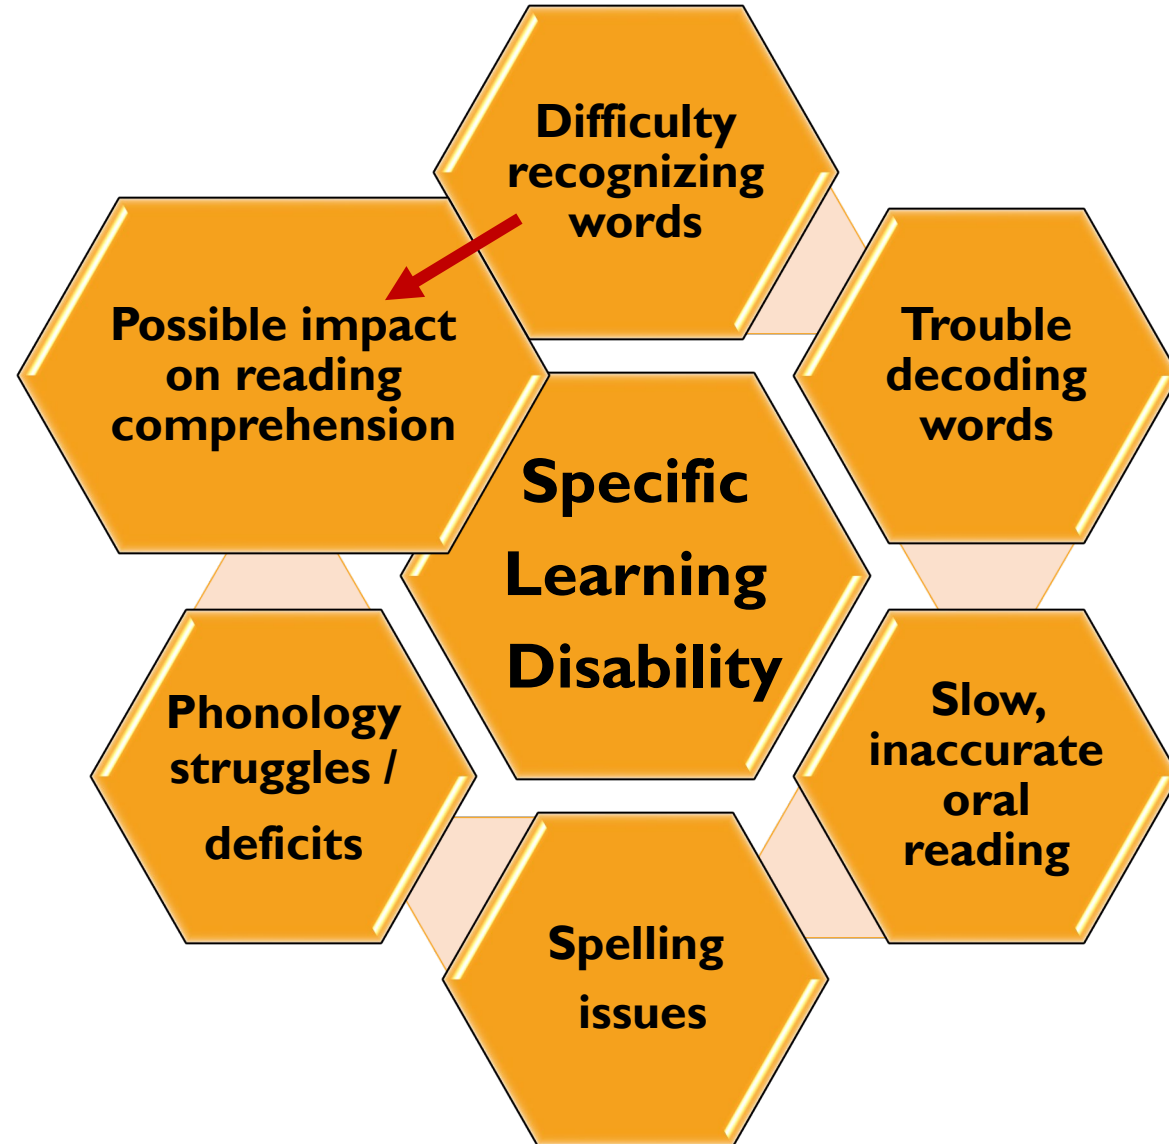 Difficulty
recognizing
words
Possible impact
on reading
comprehension
Trouble
decoding
words
Specific
Learning
Disability
Phonology
struggles /
deficits
Slow,
inaccurate
oral
reading
Spelling
issues